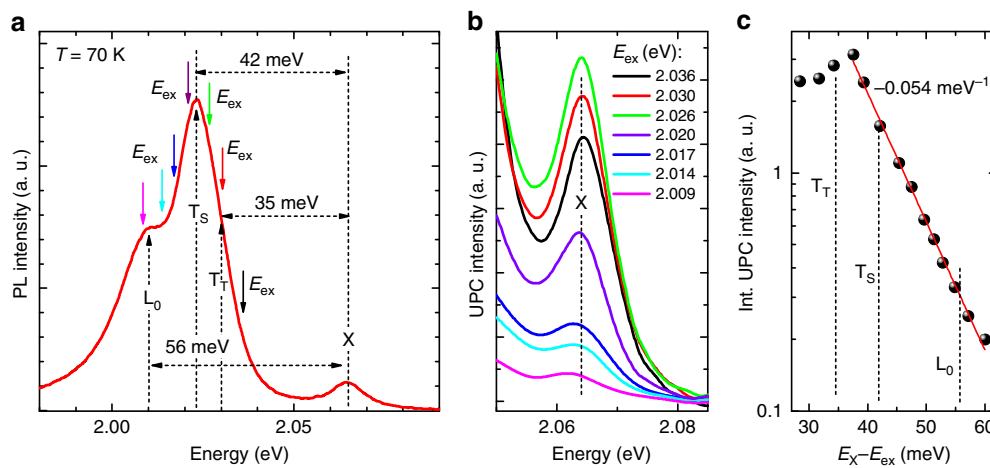 a
T = 70 K
42 meV
E_ex
E_ex
E_ex
35 meV
T_S
T_T
E_ex
L_0
56 meV
X
PL intensity (a. u.)
2.00
2.05
Energy (eV)
b
E_ex (eV):
2.036
2.030
2.026
2.020
2.017
2.014
2.009
X
UPC intensity (a. u.)
2.06
2.08
Energy (eV)
c
−0.054 meV⁻¹
T_T
T_S
L_0
Int. UPC intensity (a. u.)
1
0.1
30
40
50
60
E_X–E_ex (meV)